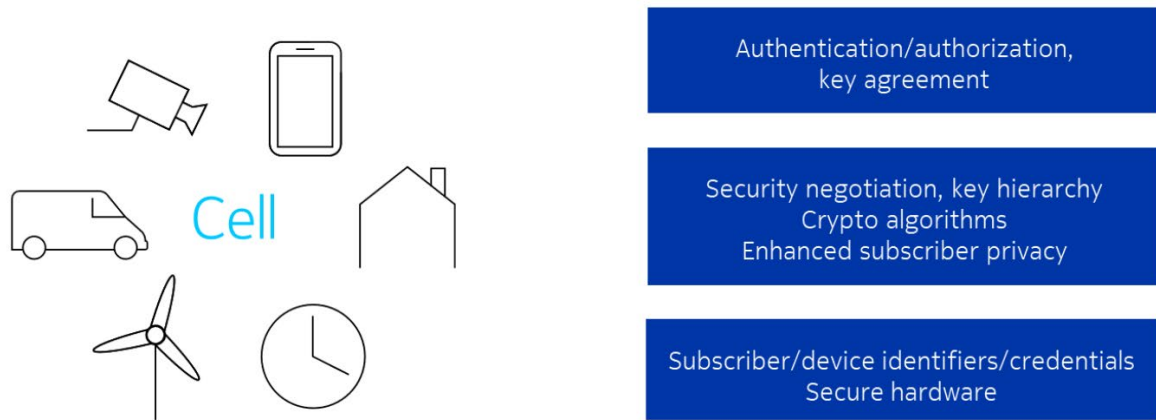 Cell
Authentication/authorization,
key agreement
Security negotiation, key hierarchy
Crypto algorithms
Enhanced subscriber privacy
Subscriber/device identifiers/credentials
Secure hardware